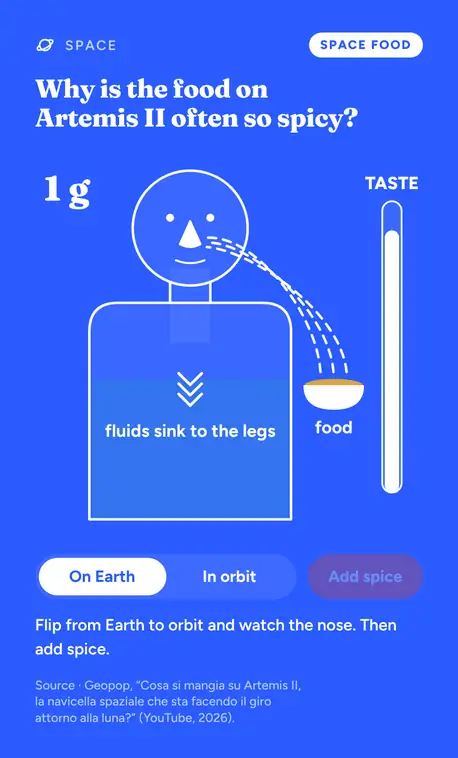 SPACE
SPACE FOOD
Why is the food on
Artemis II often so spicy?
1 g
TASTE
fluids sink to the legs
food
On Earth
In orbit
Add spice
Flip from Earth to orbit and watch the nose. Then
add spice.
Source · Geopop, “Cosa si mangia su Artemis II,
la navicella spaziale che sta facendo il giro
attorno alla luna?” (YouTube, 2026).